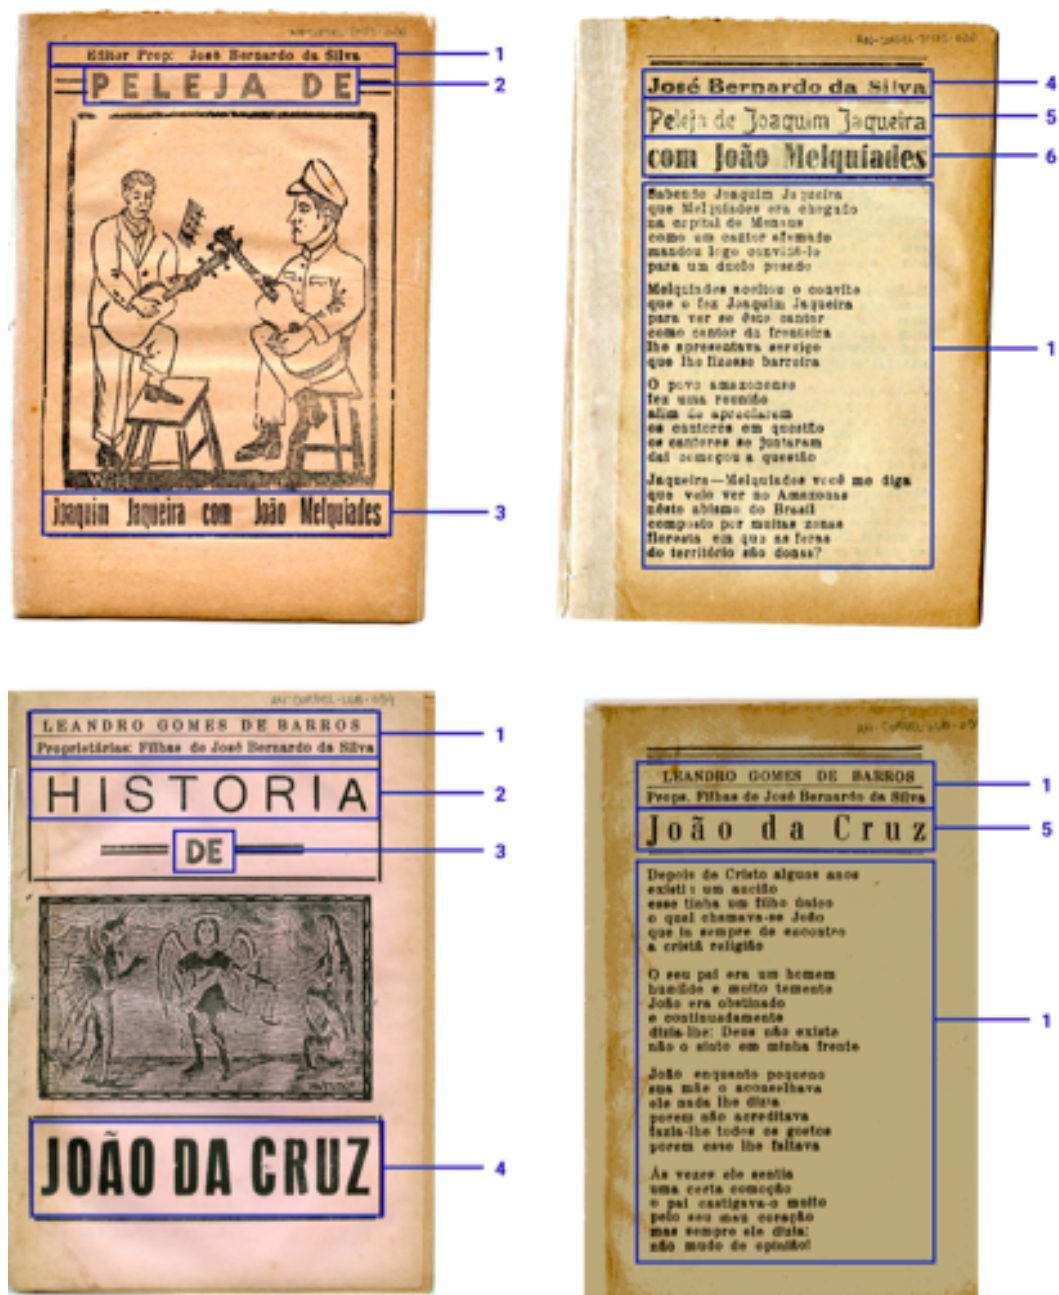 Editor Prop: José Bernardo da Silva
1
PELEJA DE
2
Joaquim Jaqueira com João Melquiades
3
José Bernardo da Silva
4
Peleja de Joaquim Jaqueira
5
com João Melquíades
6
Sabendo Joaquim Jaqueira
que Melquiades era chegado
na capital de Manaus
como um cantor afamado
mandou logo convidá-lo
para um duelo pesado
Melquiades aceitou o convite
que o fez Joaquim Jaqueira
para ver se êste cantor
como cantor da fronteira
lhe apresentava serviço
que lhe fizesse barreira
1
O povo amazonense
fez uma reunião
afim de apreciarem
os cantores em questão
os cantores se juntaram
daí começou a questão
Jaqueira—Melquiades você me diga
que veio ver no Amazonas
nêste abismo do Brasil
composto por muitas zonas
floresta em que as feras
do território são donas?
LEANDRO GOMES DE BARROS
Proprietárias: Filhas de José Bernardo da Silva
1
HISTORIA
2
DE
3
JOÃO DA CRUZ
4
LEANDRO GOMES DE BARROS
Props. Filhas de José Bernardo da Silva
1
João da Cruz
5
Depois de Cristo alguns anos
existia um ancião
esse tinha um filho único
o qual chamava-se João
que ia sempre de encontro
a cristã religião
O seu pai era um homem
humilde e muito temente
João era obstinado
e continuadamente
dizia-lhe: Deus não existe
não o sinto em minha frente
1
João enquanto pequeno
sua mãe o aconselhava
ele nada lhe dizia
porem não acreditava
fazia-lhe todos os gostos
porem esse lhe faltava
Ás vezes ele sentia
uma certa comoção
o pai castigava-o muito
pelo seu mau coração
mas sempre ele dizia:
não mudo de opinião!